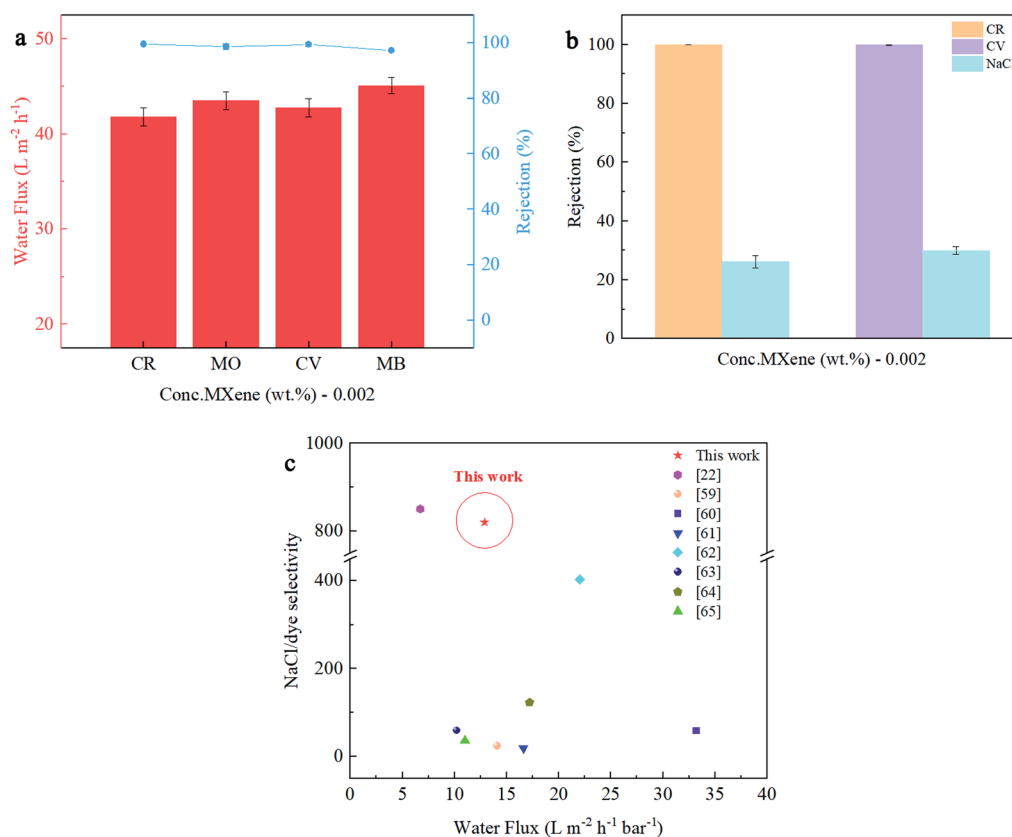 a
50
40
30
20
Water Flux (L m⁻² h⁻¹)
100
80
60
40
20
0
Rejection (%)
CR MO CV MB
Conc.MXene (wt.%) - 0.002
b
CR
CV
NaCl
100
80
60
40
20
0
Rejection (%)
Conc.MXene (wt.%) - 0.002
c
1000
800
400
200
0
NaCl/dye selectivity
This work
This work
[22]
[59]
[60]
[61]
[62]
[63]
[64]
[65]
0 5 10 15 20 25 30 35 40
Water Flux (L m⁻² h⁻¹ bar⁻¹)